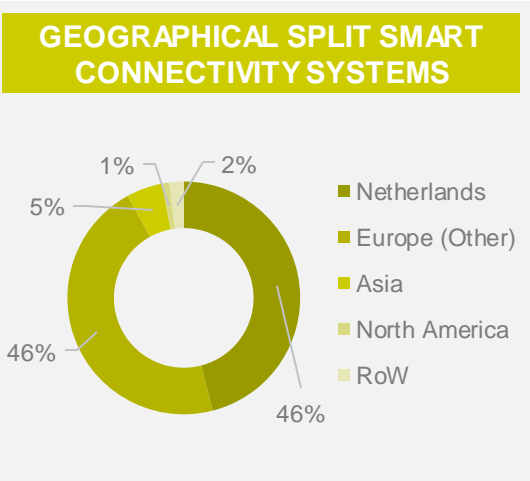 GEOGRAPHICAL SPLIT SMART
CONNECTIVITY SYSTEMS
1%
2%
5%
46%
46%
Netherlands
Europe (Other)
Asia
North America
RoW